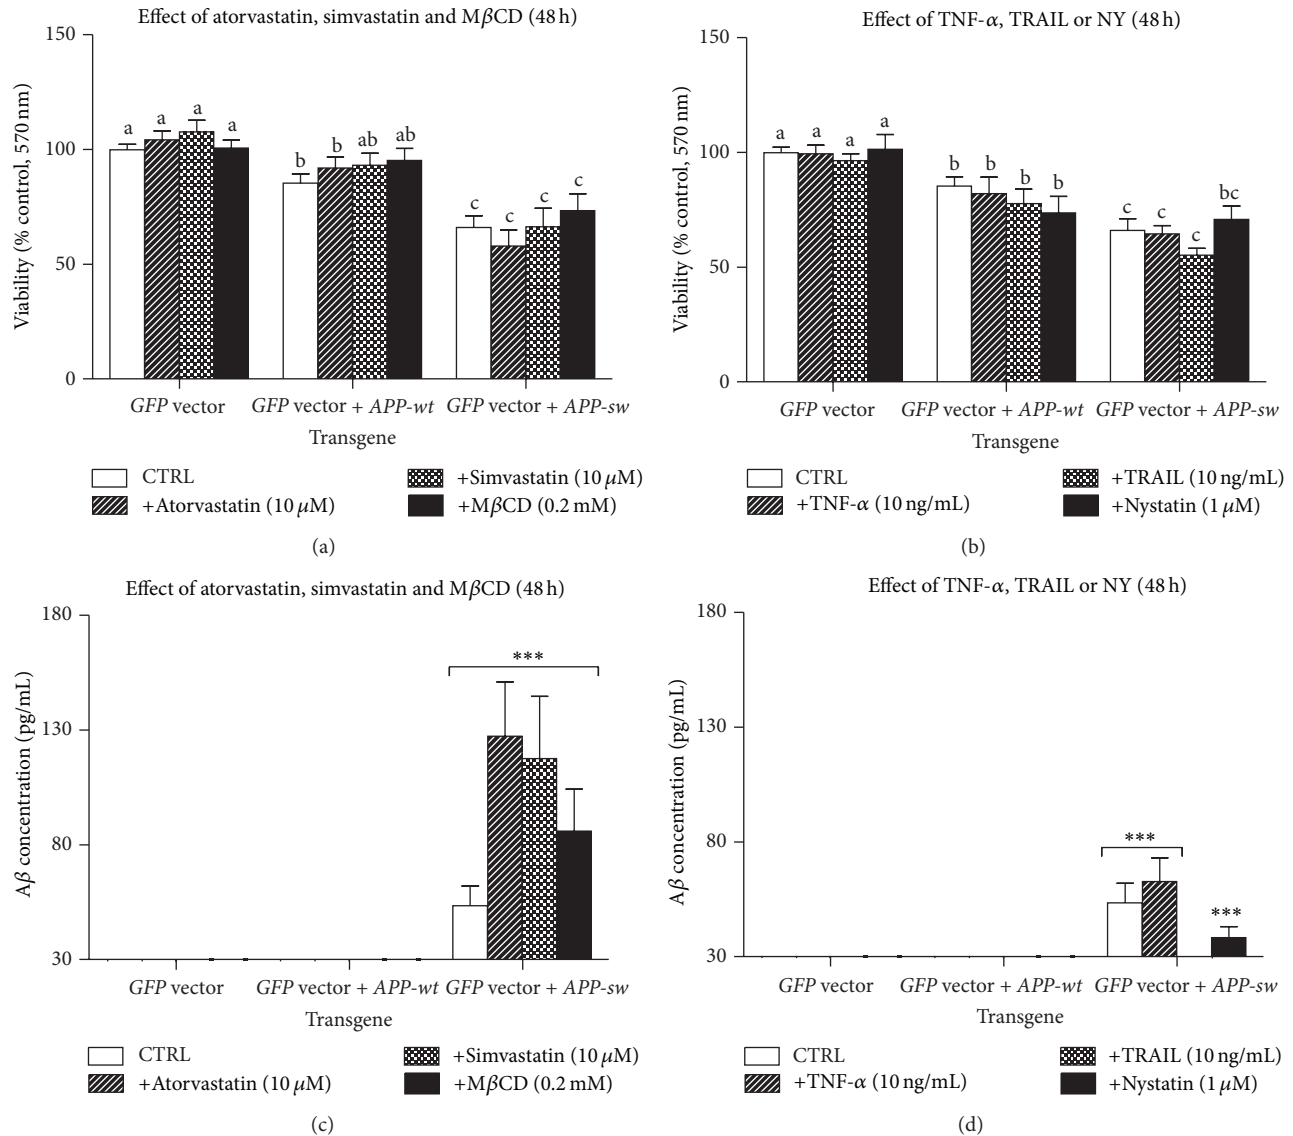 Effect of atorvastatin, simvastatin and MβCD (48 h)
150
100
50
0
Viability (% control, 570 nm)
a a a a
b b ab ab
c c c c
GFP vector GFP vector + APP-wt GFP vector + APP-sw
Transgene
CTRL
+Atorvastatin (10 μM)
+Simvastatin (10 μM)
+MβCD (0.2 mM)
(a)
Effect of TNF-α, TRAIL or NY (48 h)
150
100
50
0
Viability (% control, 570 nm)
a a a a
b b b b
c c c bc
GFP vector GFP vector + APP-wt GFP vector + APP-sw
Transgene
CTRL
+TNF-α (10 ng/mL)
+TRAIL (10 ng/mL)
+Nystatin (1 μM)
(b)
Effect of atorvastatin, simvastatin and MβCD (48 h)
180
130
80
30
Aβ concentration (pg/mL)
***
GFP vector GFP vector + APP-wt GFP vector + APP-sw
Transgene
CTRL
+Atorvastatin (10 μM)
+Simvastatin (10 μM)
+MβCD (0.2 mM)
(c)
Effect of TNF-α, TRAIL or NY (48 h)
180
130
80
30
Aβ concentration (pg/mL)
***
***
GFP vector GFP vector + APP-wt GFP vector + APP-sw
Transgene
CTRL
+TNF-α (10 ng/mL)
+TRAIL (10 ng/mL)
+Nystatin (1 μM)
(d)